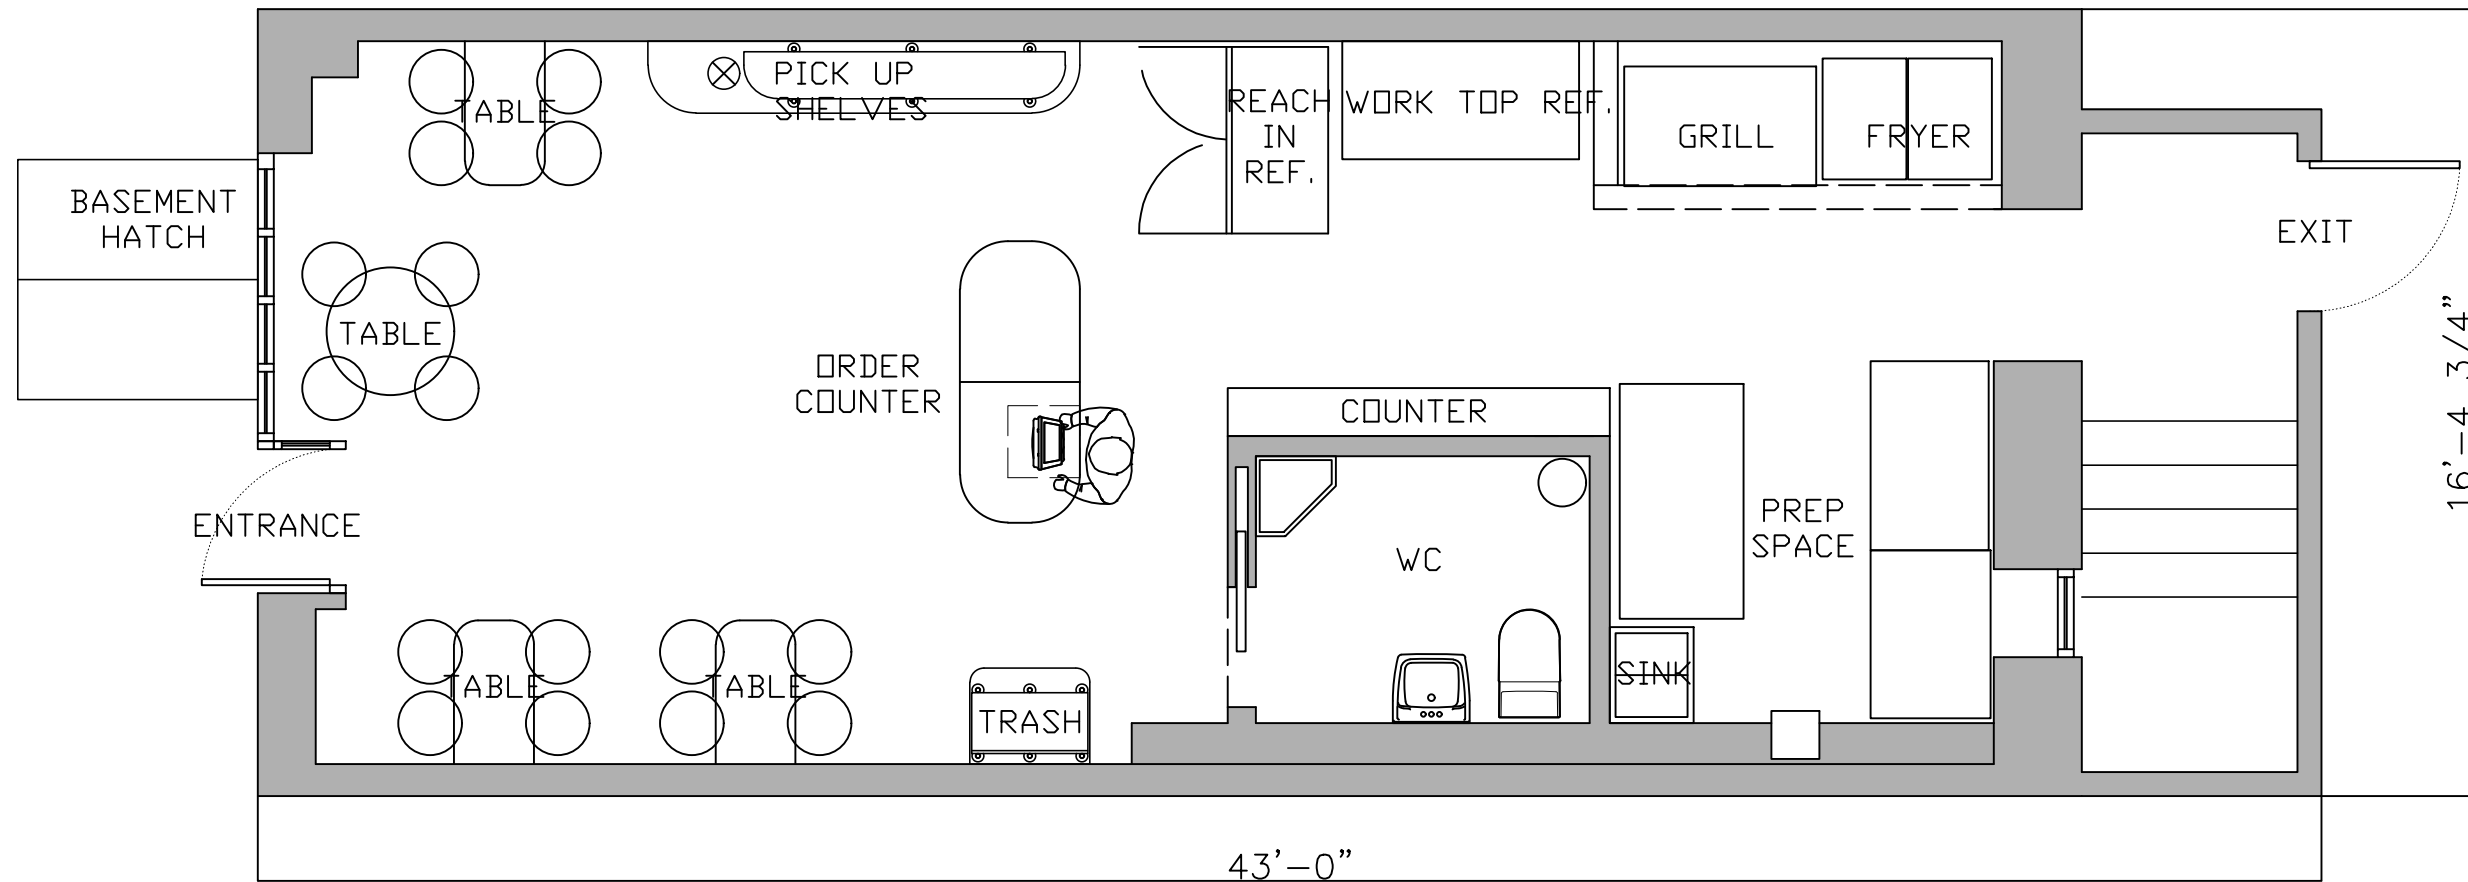 PICK UP
SHELVES
TABLE
REACH
IN
REF.
WORK TOP REF.
GRILL
FRYER
BASEMENT
HATCH
EXIT
TABLE
ORDER
COUNTER
COUNTER
16'-4 3/4"
ENTRANCE
PREP
SPACE
WC
TABLE
TABLE
TRASH
SINK
43'-0"